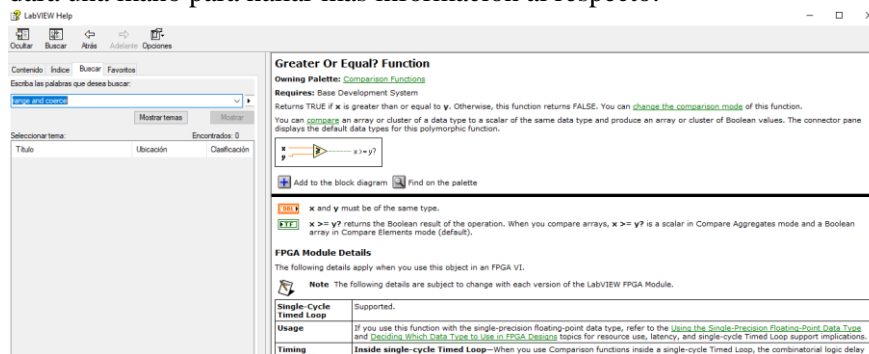 dará una mano para hallar más información al respecto.
LabVIEW Help
Ocultar Buscar Atrás Adelante Opciones
Contenido Índice Buscar Favoritos
Escriba las palabras que desea buscar:
range and coerce
Mostrar temas Mostrar
Seleccionar tema: Encontrados: 0
Título Ubicación Clasificación
Greater Or Equal? Function
Owning Palette: Comparison Functions
Requires: Base Development System
Returns TRUE if x is greater than or equal to y. Otherwise, this function returns FALSE. You can change the comparison mode of this function.
You can compare an array or cluster of a data type to a scalar of the same data type and produce an array or cluster of Boolean values. The connector pane
displays the default data types for this polymorphic function.
x
y
x >= y?
Add to the block diagram Find on the palette
DBL x and y must be of the same type.
TF x >= y? returns the Boolean result of the operation. When you compare arrays, x >= y? is a scalar in Compare Aggregates mode and a Boolean
array in Compare Elements mode (default).
FPGA Module Details
The following details apply when you use this object in an FPGA VI.
Note The following details are subject to change with each version of the LabVIEW FPGA Module.
Single-Cycle
Timed Loop
Supported.
Usage
If you use this function with the single-precision floating-point data type, refer to the Using the Single-Precision Floating-Point Data Type
and Deciding Which Data Type to Use in FPGA Designs topics for resource use, latency, and single-cycle Timed Loop support implications.
Timing
Inside single-cycle Timed Loop—When you use Comparison functions inside a single-cycle Timed Loop, the combinatorial logic delay